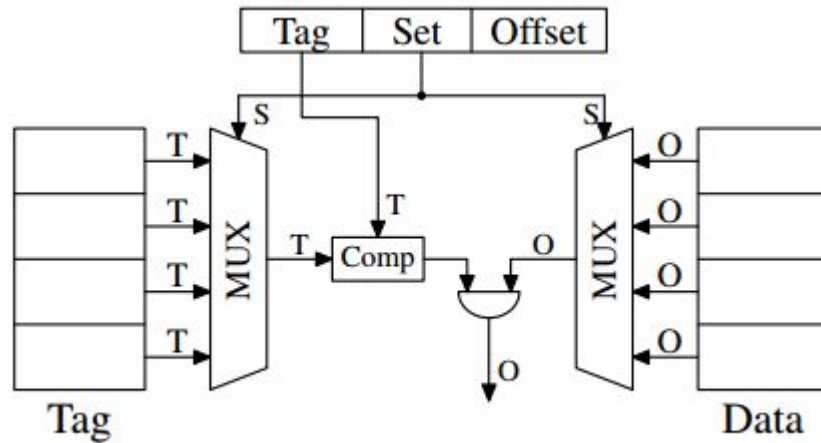 Tag Set Offset
S S
T O
T O
T
MUX T Comp O MUX
T O
T O
O
Tag Data